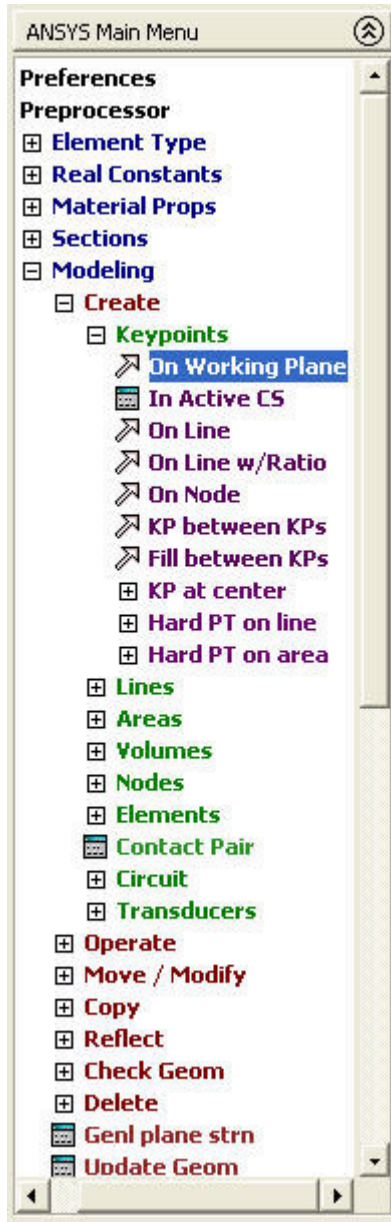 ANSYS Main Menu
Preferences
Preprocessor
Element Type
Real Constants
Material Props
Sections
Modeling
Create
Keypoints
On Working Plane
In Active CS
On Line
On Line w/Ratio
On Node
KP between KPs
Fill between KPs
KP at center
Hard PT on line
Hard PT on area
Lines
Areas
Volumes
Nodes
Elements
Contact Pair
Circuit
Transducers
Operate
Move / Modify
Copy
Reflect
Check Geom
Delete
Genl plane strn
Update Geom